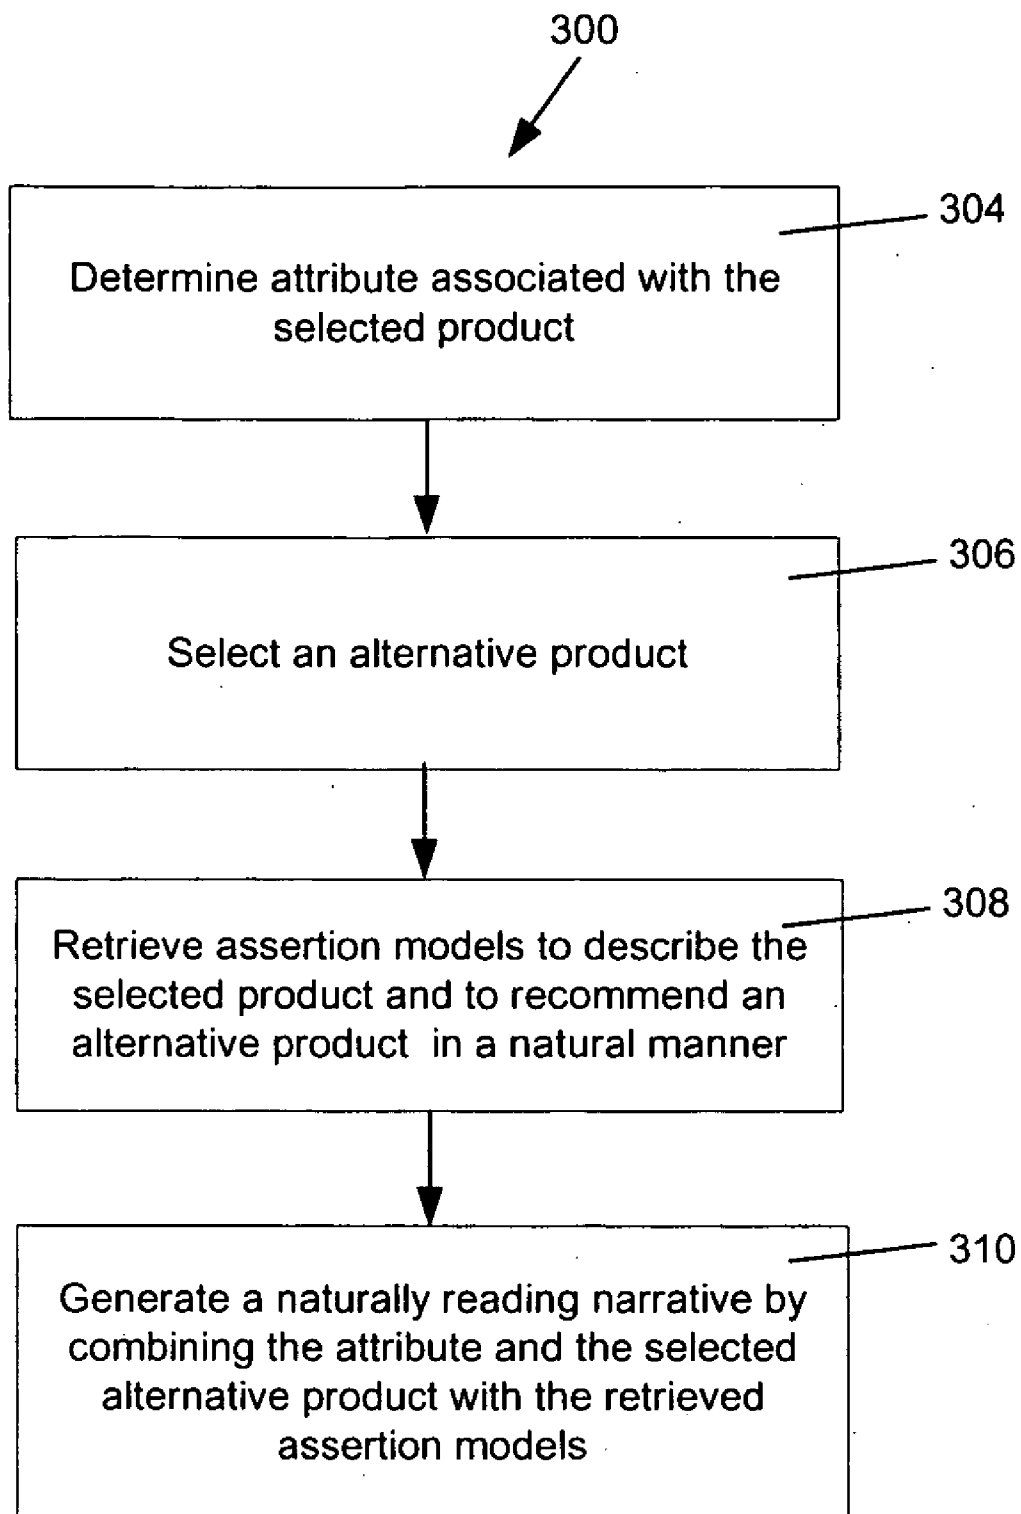 300
304
Determine attribute associated with the
selected product
306
Select an alternative product
308
Retrieve assertion models to describe the
selected product and to recommend an
alternative product in a natural manner
310
Generate a naturally reading narrative by
combining the attribute and the selected
alternative product with the retrieved
assertion models